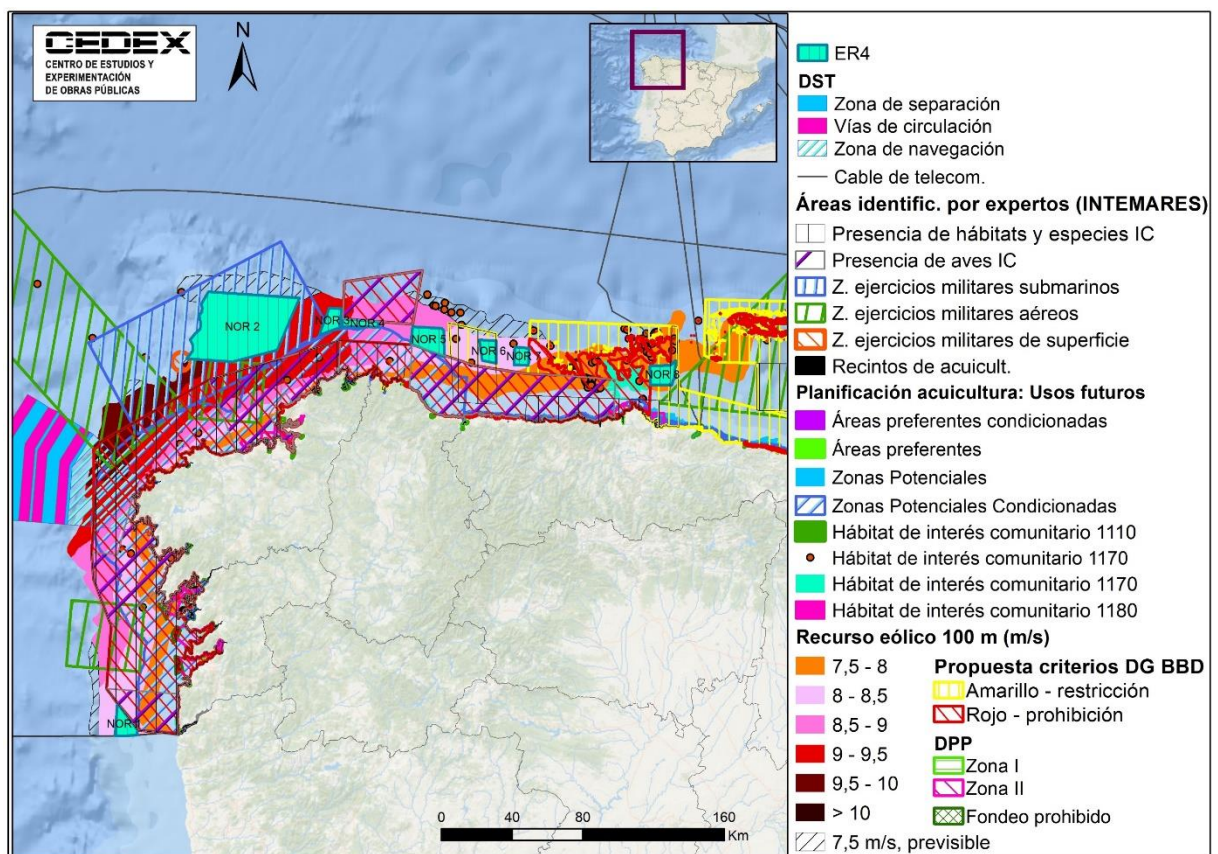 CEDEX
CENTRO DE ESTUDIOS Y
EXPERIMENTACIÓN
DE OBRAS PÚBLICAS
N
NOR 2
NOR 3
NOR 4
NOR 5
NOR 6
NOR 7
NOR 8
NOR 1
0 40 80 160
Km
ER4
DST
Zona de separación
Vías de circulación
Zona de navegación
Cable de telecom.
Áreas identific. por expertos (INTEMARES)
Presencia de hábitats y especies IC
Presencia de aves IC
Z. ejercicios militares submarinos
Z. ejercicios militares aéreos
Z. ejercicios militares de superficie
Recintos de acuicult.
Planificación acuicultura: Usos futuros
Áreas preferentes condicionadas
Áreas preferentes
Zonas Potenciales
Zonas Potenciales Condicionadas
Hábitat de interés comunitario 1110
Hábitat de interés comunitario 1170
Hábitat de interés comunitario 1170
Hábitat de interés comunitario 1180
Recurso eólico 100 m (m/s)
7,5 - 8
8 - 8,5
8,5 - 9
9 - 9,5
9,5 - 10
> 10
7,5 m/s, previsible
Propuesta criterios DG BBD
Amarillo - restricción
Rojo - prohibición
DPP
Zona I
Zona II
Fondeo prohibido